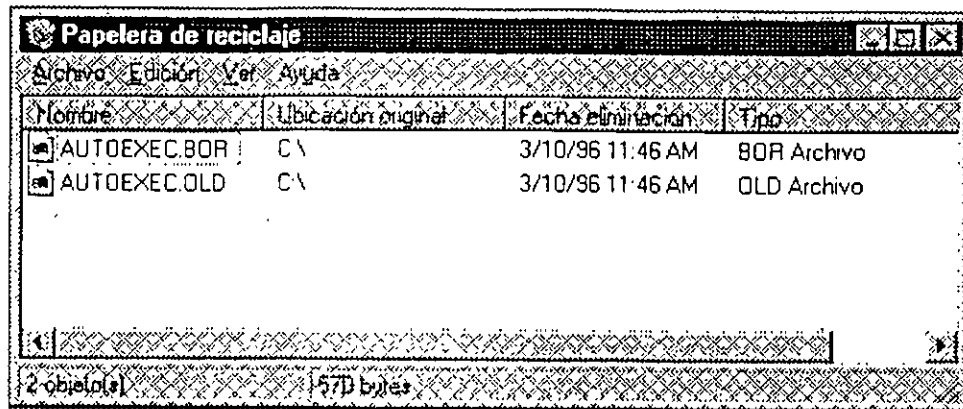 Papelera de reciclaje
Archivo Edición Ver Ayuda
Nombre Ubicación original Fecha eliminación Tipo
AUTOEXEC.BOR C:\ 3/10/96 11:46 AM BOR Archivo
AUTOEXEC.OLD C:\ 3/10/96 11:46 AM OLD Archivo
2 objeto(s) 570 bytes